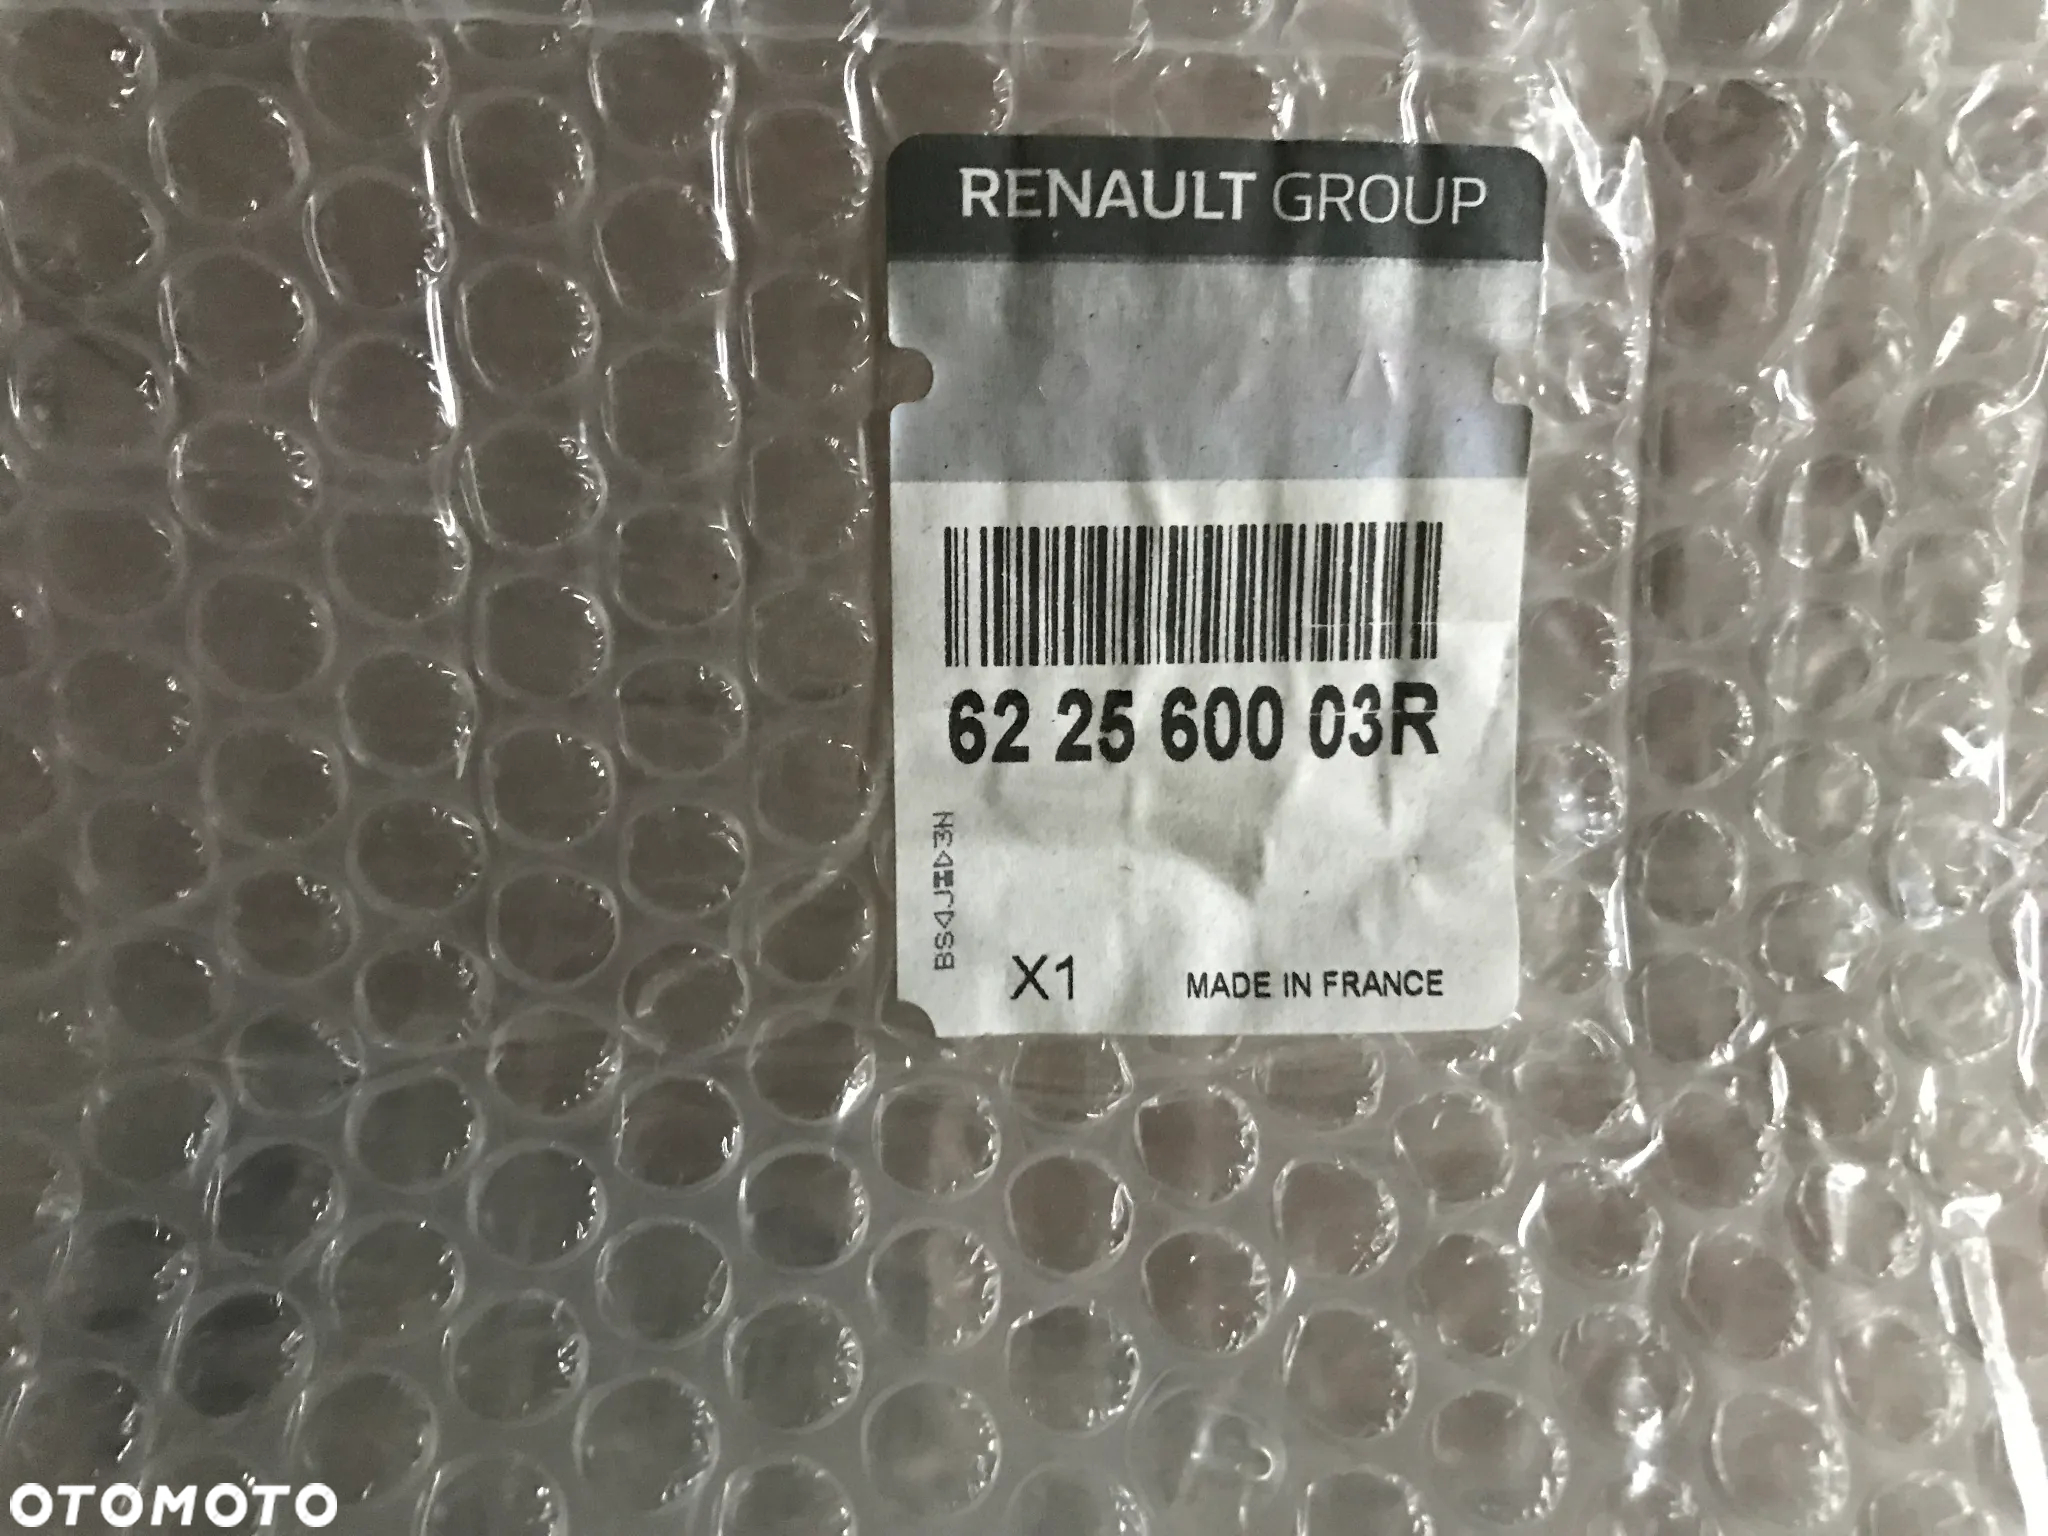 RENAULT GROUP
62 25 600 03R
X1
MADE IN FRANCE
OTOMOTO